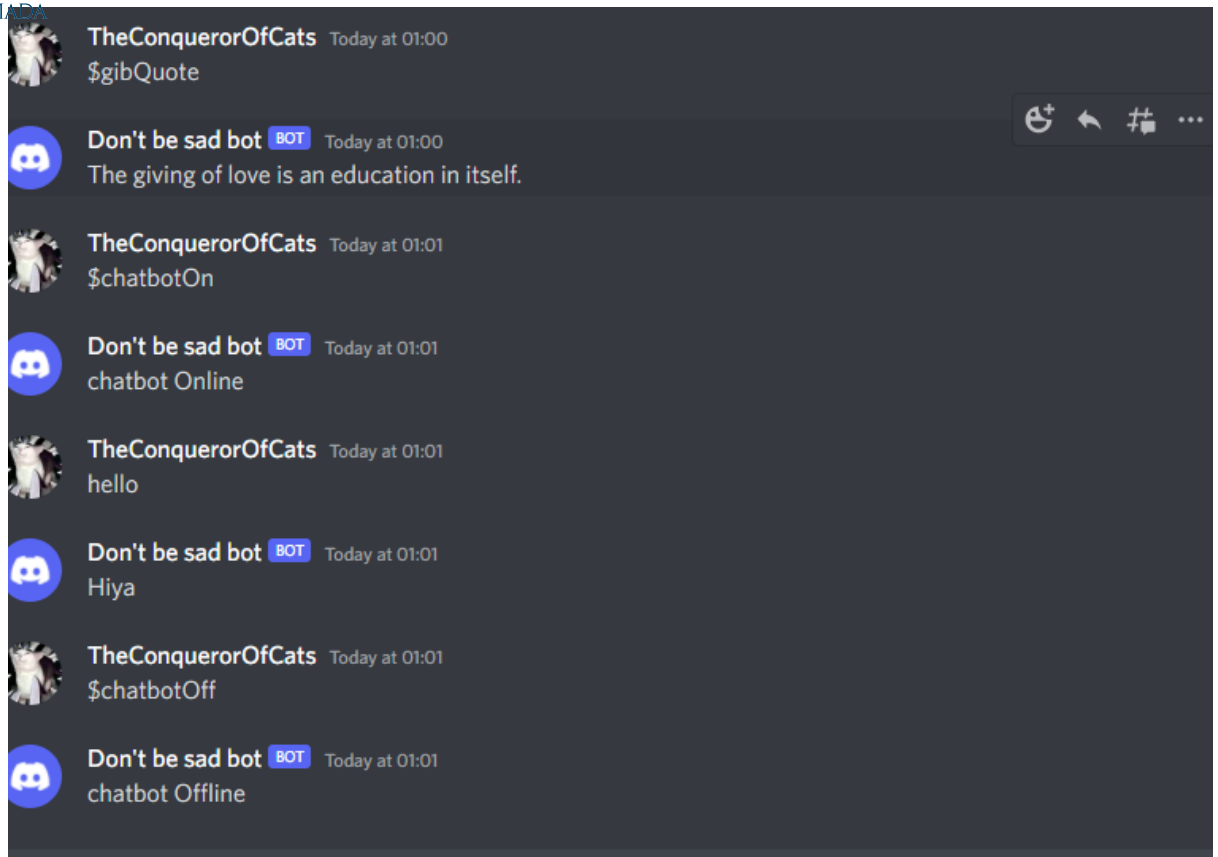 TheConquerorOfCats Today at 01:00
$gibQuote
Don't be sad bot BOT Today at 01:00
The giving of love is an education in itself.
TheConquerorOfCats Today at 01:01
$chatbotOn
Don't be sad bot BOT Today at 01:01
chatbot Online
TheConquerorOfCats Today at 01:01
hello
Don't be sad bot BOT Today at 01:01
Hiya
TheConquerorOfCats Today at 01:01
$chatbotOff
Don't be sad bot BOT Today at 01:01
chatbot Offline